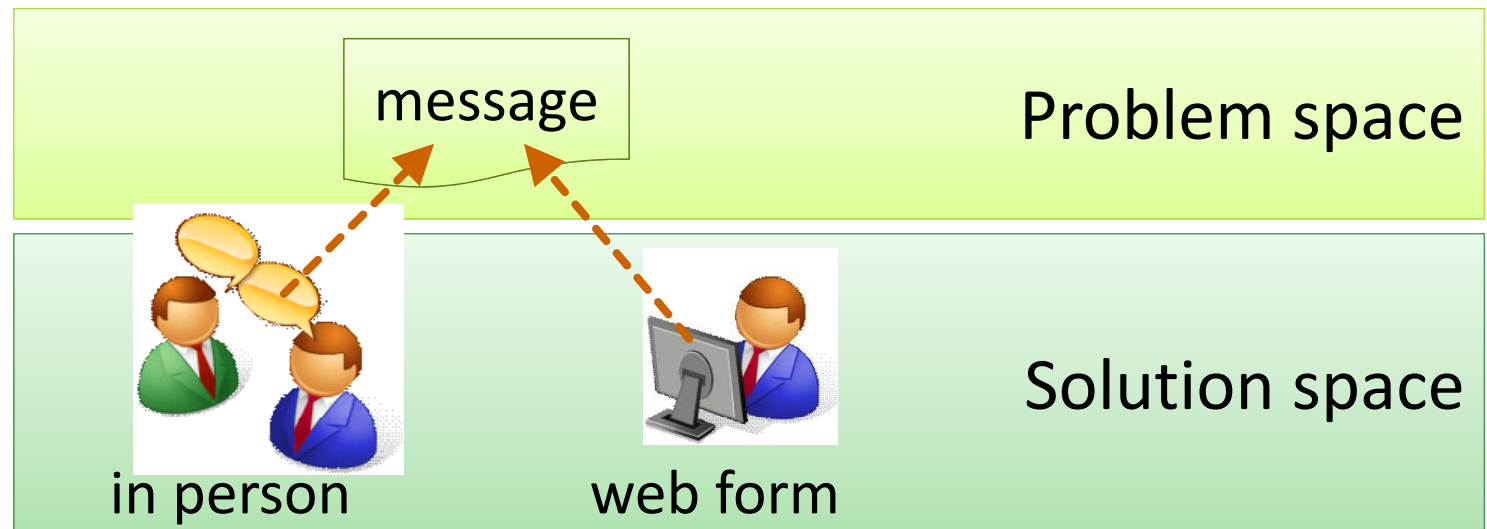 message
Problem space
Solution space
in person
web form